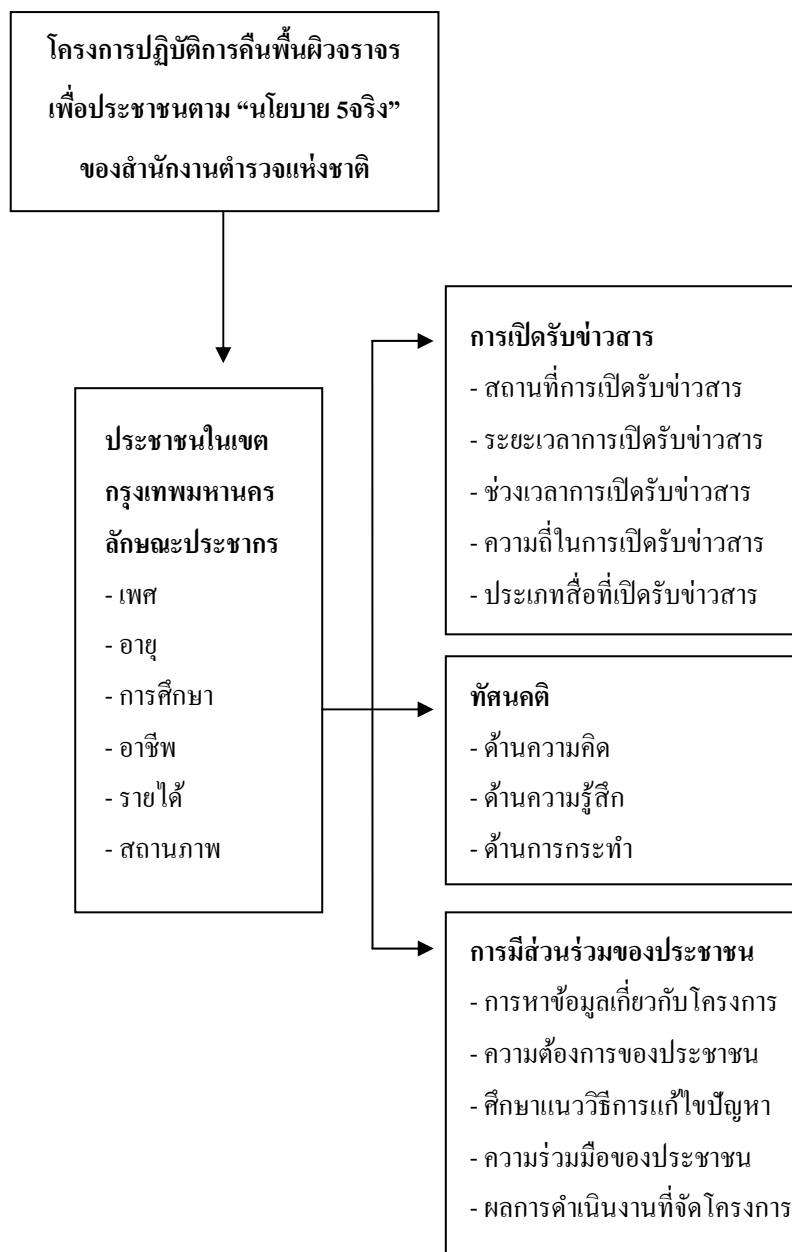 โครงการปฏิบัติการคืนพื้นผิวจราจร
เพื่อประชาชนตาม “นโยบาย 5จริง”
ของสำนักงานตำรวจแห่งชาติ
ประชาชนในเขต
กรุงเทพมหานคร
ลักษณะประชากร
- เพศ
- อายุ
- การศึกษา
- อาชีพ
- รายได้
- สถานภาพ
การเปิดรับข่าวสาร
- สถานที่การเปิดรับข่าวสาร
- ระยะเวลาการเปิดรับข่าวสาร
- ช่วงเวลาการเปิดรับข่าวสาร
- ความถี่ในการเปิดรับข่าวสาร
- ประเภทสื่อที่เปิดรับข่าวสาร
ทัศนคติ
- ด้านความคิด
- ด้านความรู้สึก
- ด้านการกระทำ
การมีส่วนร่วมของประชาชน
- การหาข้อมูลเกี่ยวกับโครงการ
- ความต้องการของประชาชน
- ศึกษาแนววิธีการแก้ไขปัญหา
- ความร่วมมือของประชาชน
- ผลการดำเนินงานที่จัดโครงการ